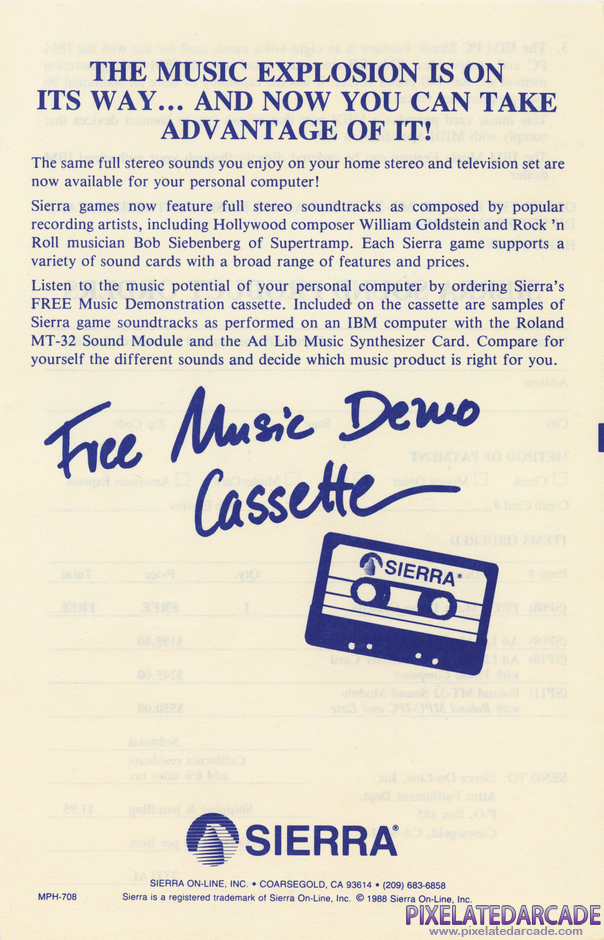 THE MUSIC EXPLOSION IS ON
ITS WAY... AND NOW YOU CAN TAKE
ADVANTAGE OF IT!
The same full stereo sounds you enjoy on your home stereo and television set are
now available for your personal computer!
Sierra games now feature full stereo soundtracks as composed by popular
recording artists, including Hollywood composer William Goldstein and Rock 'n
Roll musician Bob Siebenberg of Supertramp. Each Sierra game supports a
variety of sound cards with a broad range of features and prices.
Listen to the music potential of your personal computer by ordering Sierra's
FREE Music Demonstration cassette. Included on the cassette are samples of
Sierra game soundtracks as performed on an IBM computer with the Roland
MT-32 Sound Module and the Ad Lib Music Synthesizer Card. Compare for
yourself the different sounds and decide which music product is right for you.
Free Music Demo
Cassette
SIERRA®
SIERRA®
SIERRA ON-LINE, INC. • COARSEGOLD, CA 93614 • (209) 683-6858
MPH-708 Sierra is a registered trademark of Sierra On-Line, Inc. © 1988 Sierra On-Line, Inc.
PIXELATEDARCADE
www.pixelatedarcade.com